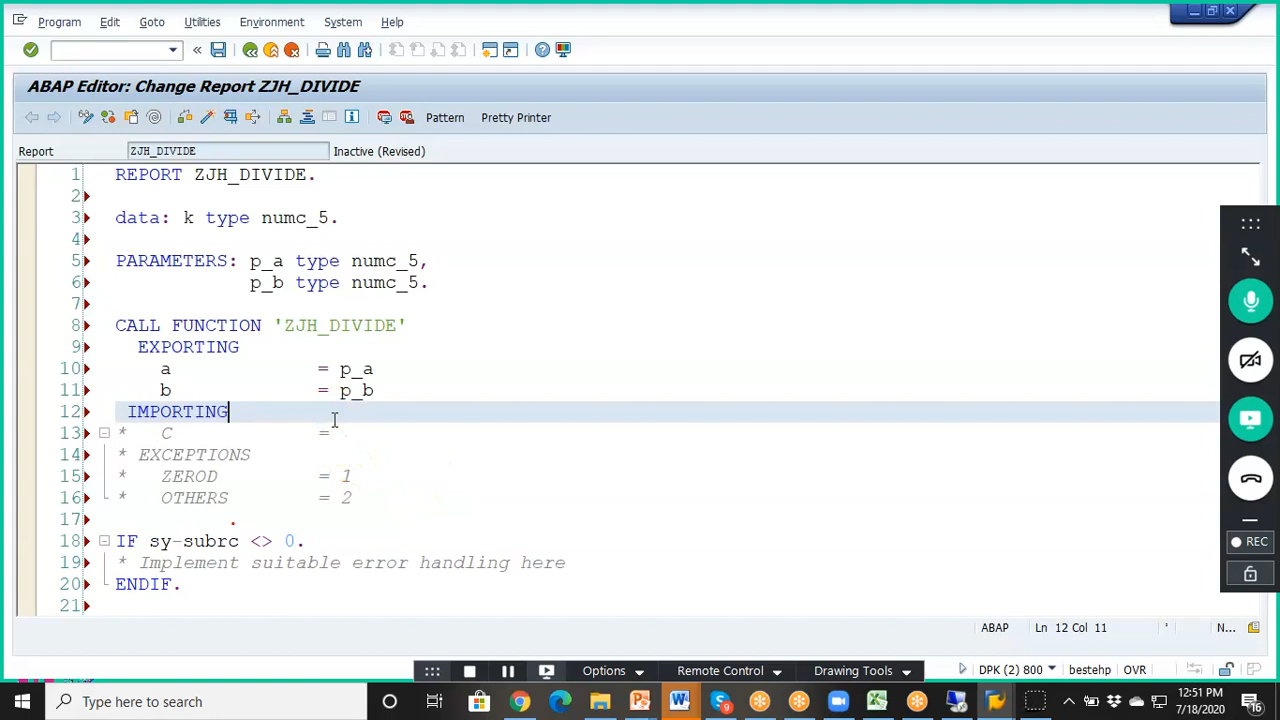 Program Edit Goto Utilities Environment System Help
ABAP Editor: Change Report ZJH_DIVIDE
Pattern Pretty Printer
Report ZJH_DIVIDE Inactive (Revised)
1 REPORT ZJH_DIVIDE.
2
3 data: k type numc_5.
4
5 PARAMETERS: p_a type numc_5,
6 p_b type numc_5.
7
8 CALL FUNCTION 'ZJH_DIVIDE'
9 EXPORTING
10 a = p_a
11 b = p_b
12 IMPORTING
13 * C =
14 * EXCEPTIONS
15 * ZEROD = 1
16 * OTHERS = 2
17 .
18 IF sy-subrc <> 0.
19 * Implement suitable error handling here
20 ENDIF.
21
REC
ABAP Ln 12 Col 11 N...
Options Remote Control Drawing Tools
DPK (2) 800 bestehp OVR
Type here to search
12:51 PM
7/18/2020
9
16